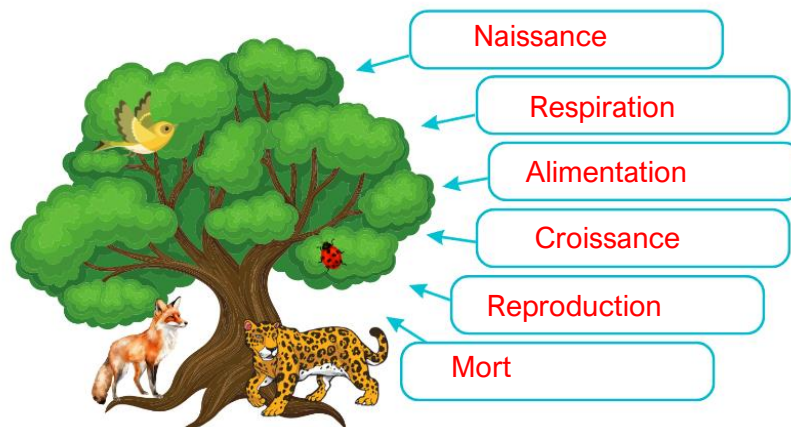 Naissance
Respiration
Alimentation
Croissance
Reproduction
Mort